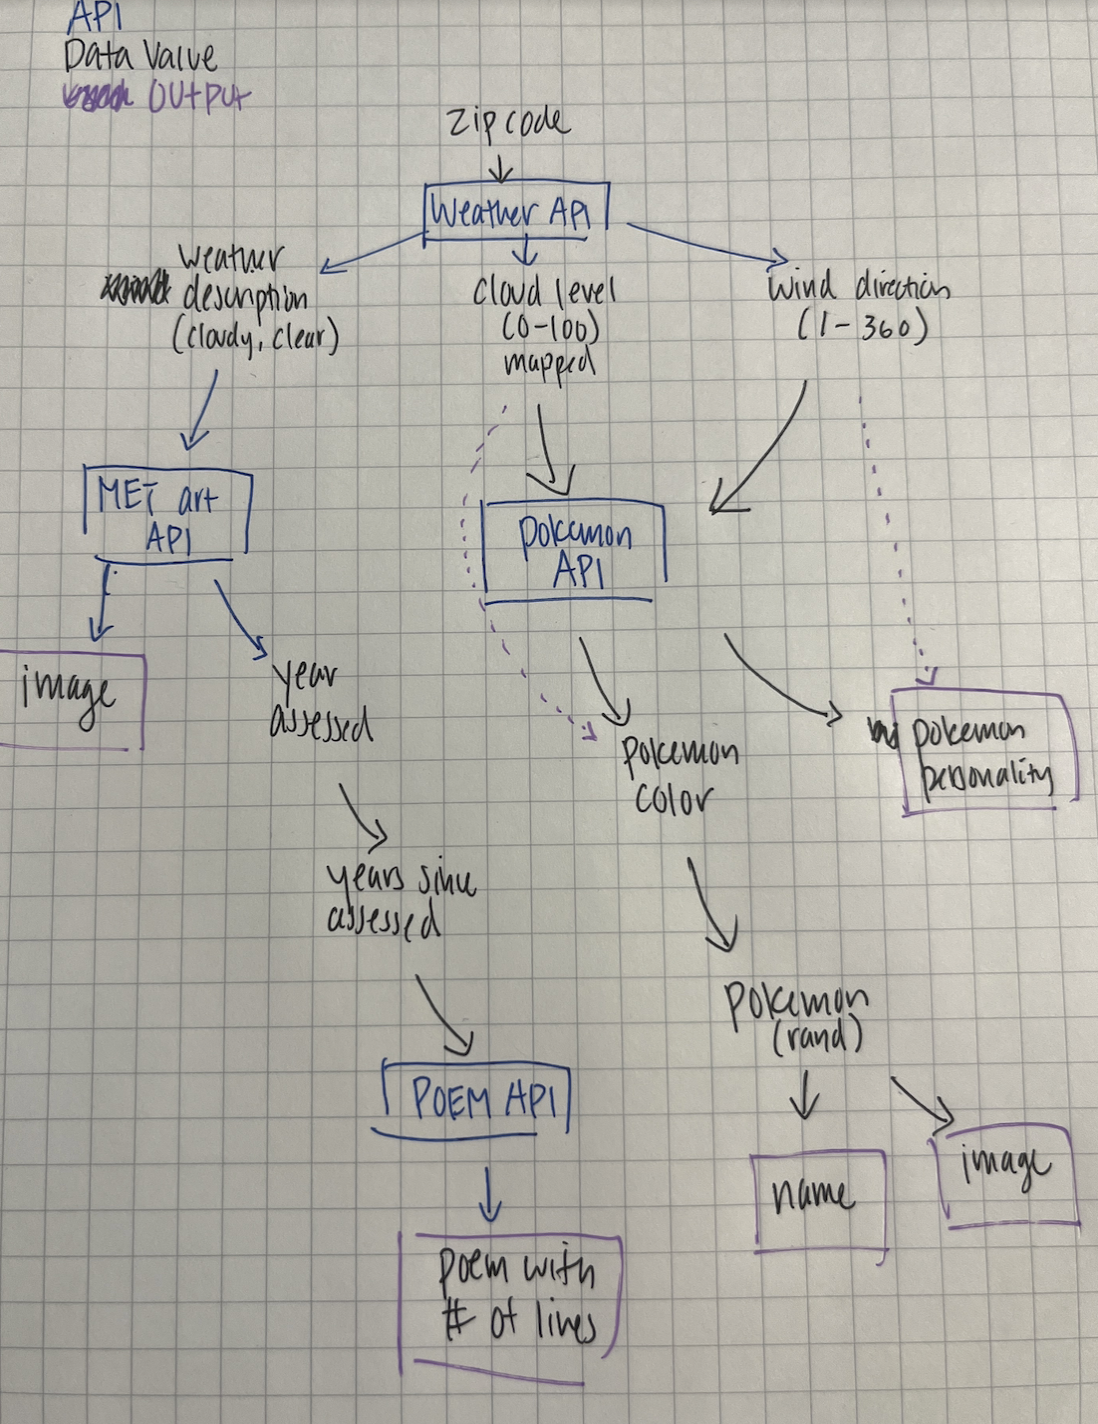 API
Data Value
OUtPUt
Zip code
Weather API
weather
description
(cloudy, clear)
cloud level
(0-100)
mapped
Wind direction
(1-360)
MET art
API
pokemon
API
image
year
assessed
pokemon
color
pokemon
personality
years since
assessed
Pokemon
(rand)
POEM API
name
image
poem with
# of lines